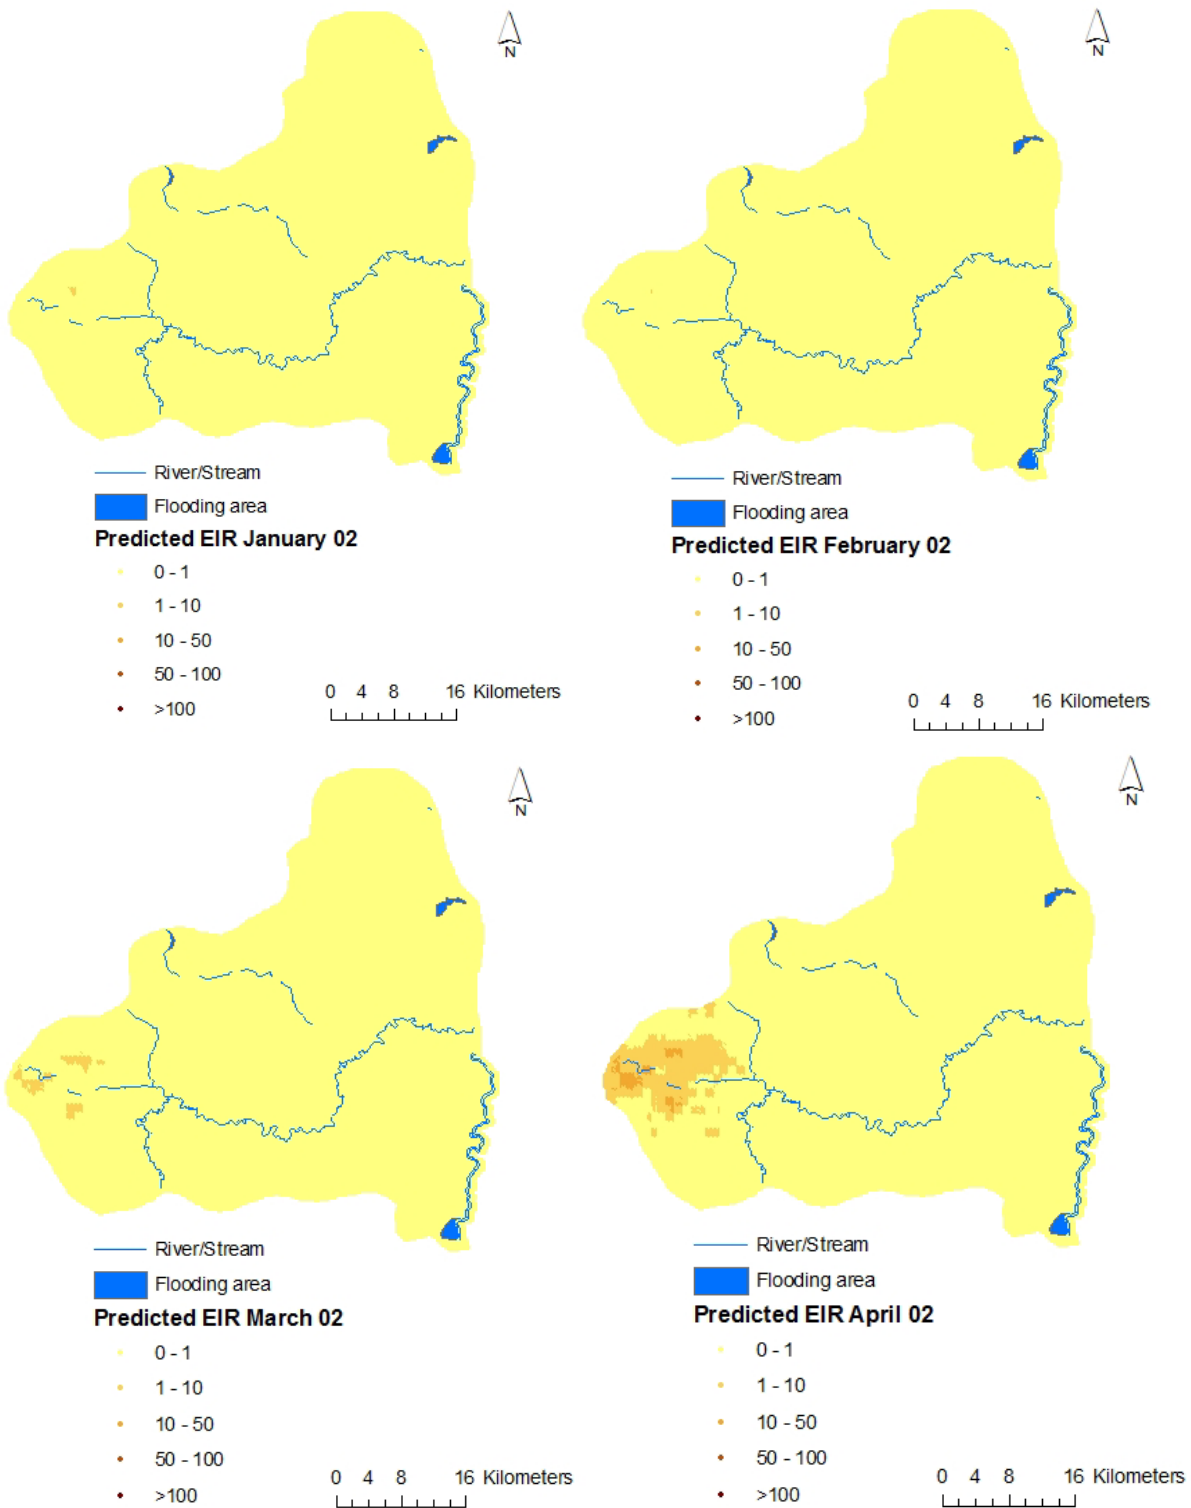 N
River/Stream
Flooding area
Predicted EIR January 02
0 - 1
1 - 10
10 - 50
50 - 100
>100
0 4 8 16 Kilometers
N
River/Stream
Flooding area
Predicted EIR February 02
0 - 1
1 - 10
10 - 50
50 - 100
>100
0 4 8 16 Kilometers
N
River/Stream
Flooding area
Predicted EIR March 02
0 - 1
1 - 10
10 - 50
50 - 100
>100
0 4 8 16 Kilometers
N
River/Stream
Flooding area
Predicted EIR April 02
0 - 1
1 - 10
10 - 50
50 - 100
>100
0 4 8 16 Kilometers